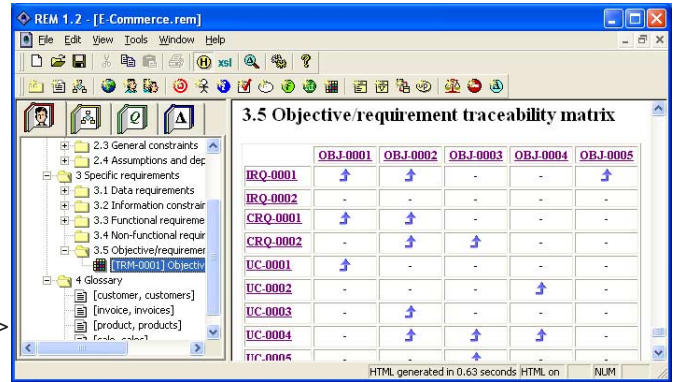 REM 1.2 - [E-Commerce.rem]
File Edit View Tools Window Help
H xsl
Q A
2.3 General constraints
2.4 Assumptions and dep
3 Specific requirements
3.1 Data requirements
3.2 Information constrair
3.3 Functional requireme
3.4 Non-functional requir
3.5 Objective/requiremer
[TRM-0001] Objectiv
4 Glossary
[customer, customers]
[invoice, invoices]
[product, products]
[sale, sales]
>
3.5 Objective/requirement traceability matrix
OBJ-0001 OBJ-0002 OBJ-0003 OBJ-0004 OBJ-0005
IRQ-0001 - -
IRQ-0002 - - - - -
CRQ-0001 - - -
CRQ-0002 - - -
UC-0001 - - - -
UC-0002 - - - -
UC-0003 - - - -
UC-0004 - -
UC-0005 - - - -
HTML generated in 0.63 seconds HTML on NUM